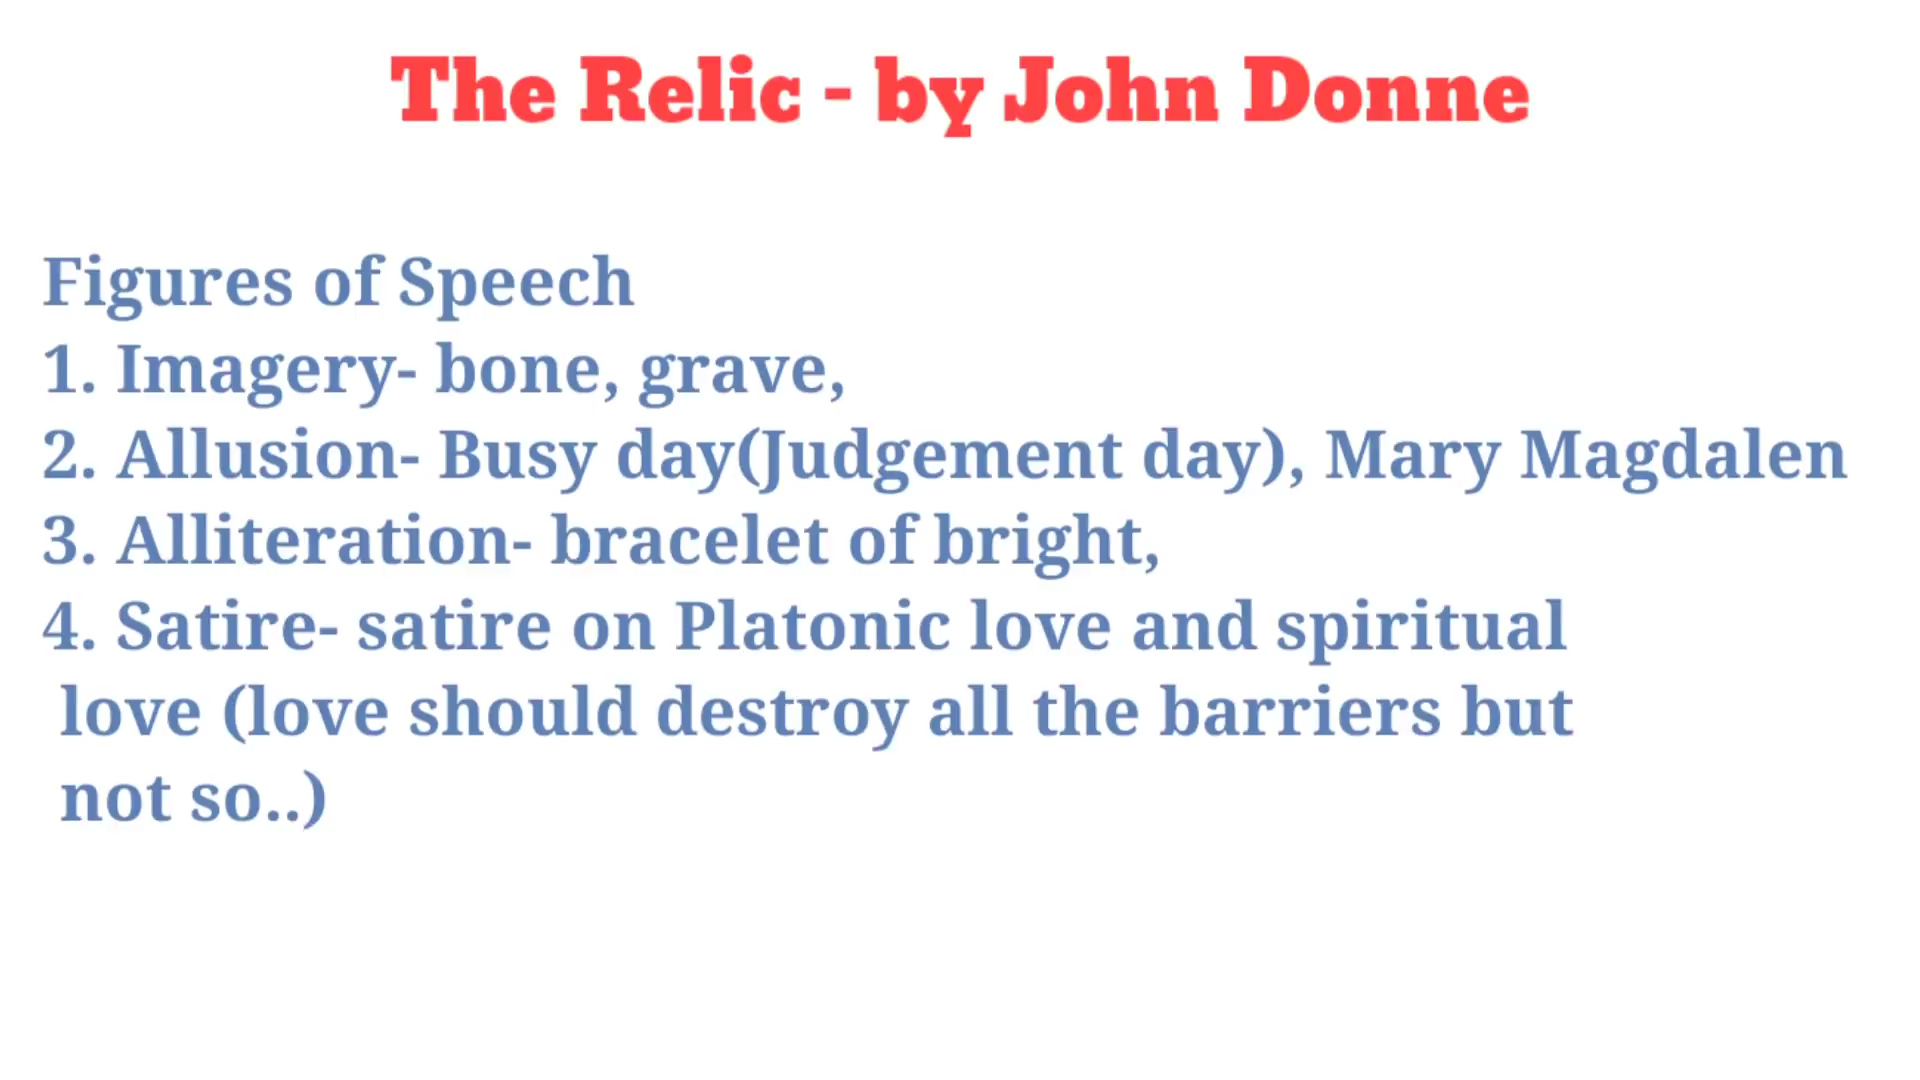 The Relic - by John Donne
Figures of Speech
1. Imagery- bone, grave,
2. Allusion- Busy day(Judgement day), Mary Magdalen
3. Alliteration- bracelet of bright,
4. Satire- satire on Platonic love and spiritual
love (love should destroy all the barriers but
not so..)